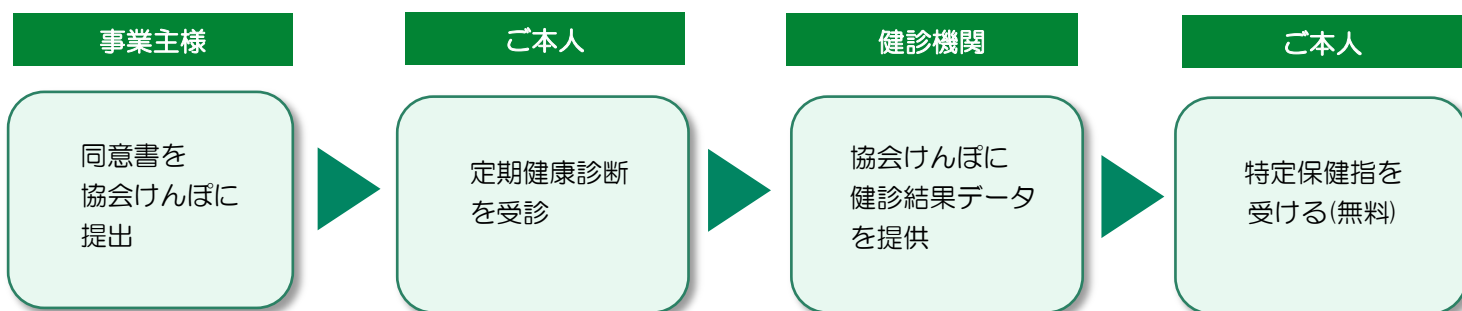 事業主様
同意書を
協会けんぽに
提出
ご本人
定期健康診断
を受診
健診機関
協会けんぽに
健診結果データ
を提供
ご本人
特定保健指を
受ける(無料)